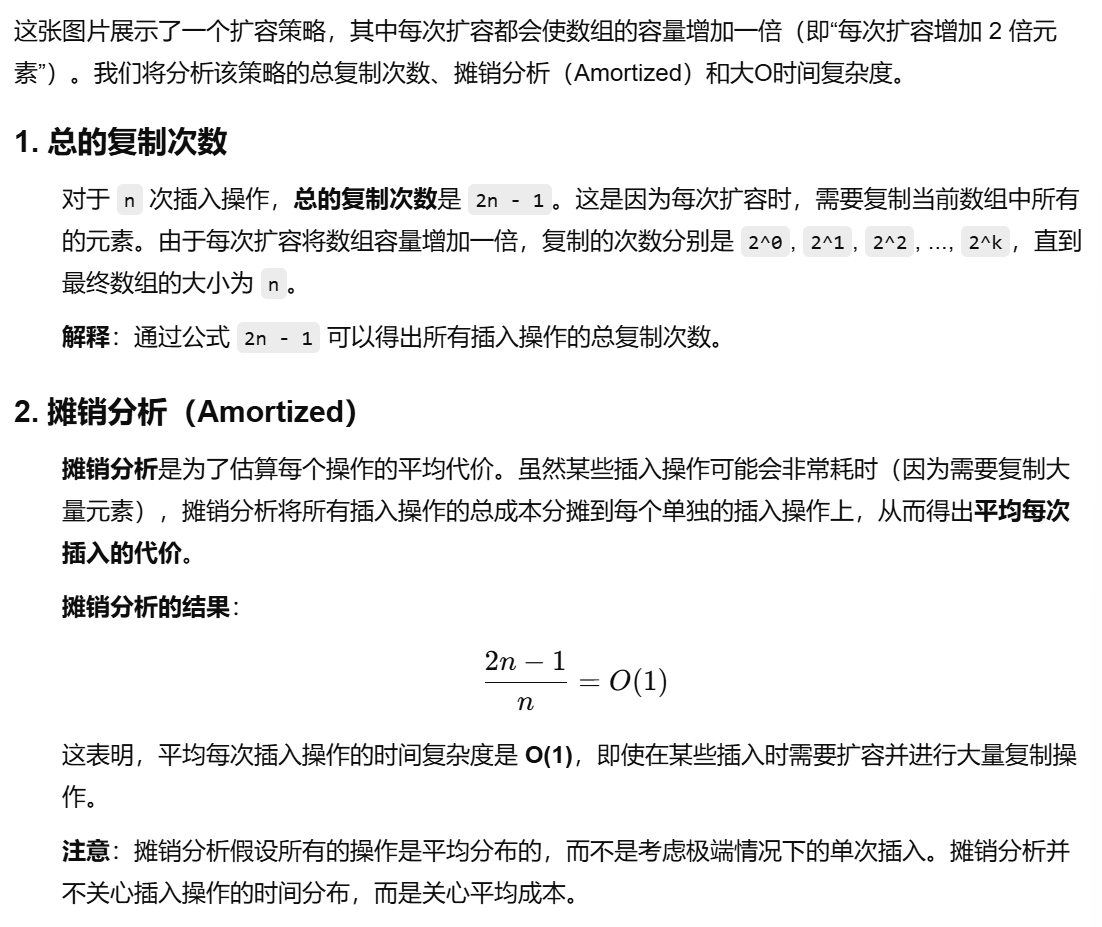 这张图片展示了一个扩容策略，其中每次扩容都会使数组的容量增加一倍（即“每次扩容增加 2 倍元
素”）。我们将分析该策略的总复制次数、摊销分析（Amortized）和大O时间复杂度。
1. 总的复制次数
对于 n 次插入操作，总的复制次数是 2n - 1。这是因为每次扩容时，需要复制当前数组中所有
的元素。由于每次扩容将数组容量增加一倍，复制的次数分别是 2^0, 2^1, 2^2, ..., 2^k，直到
最终数组的大小为 n。
解释：通过公式 2n - 1 可以得出所有插入操作的总复制次数。
2. 摊销分析（Amortized）
摊销分析是为了估算每个操作的平均代价。虽然某些插入操作可能会非常耗时（因为需要复制大
量元素），摊销分析将所有插入操作的总成本分摊到每个单独的插入操作上，从而得出平均每次
插入的代价。
摊销分析的结果：
2n − 1
n
= O(1)
这表明，平均每次插入操作的时间复杂度是 O(1)，即使在某些插入时需要扩容并进行大量复制操
作。
注意：摊销分析假设所有的操作是平均分布的，而不是考虑极端情况下的单次插入。摊销分析并
不关心插入操作的时间分布，而是关心平均成本。